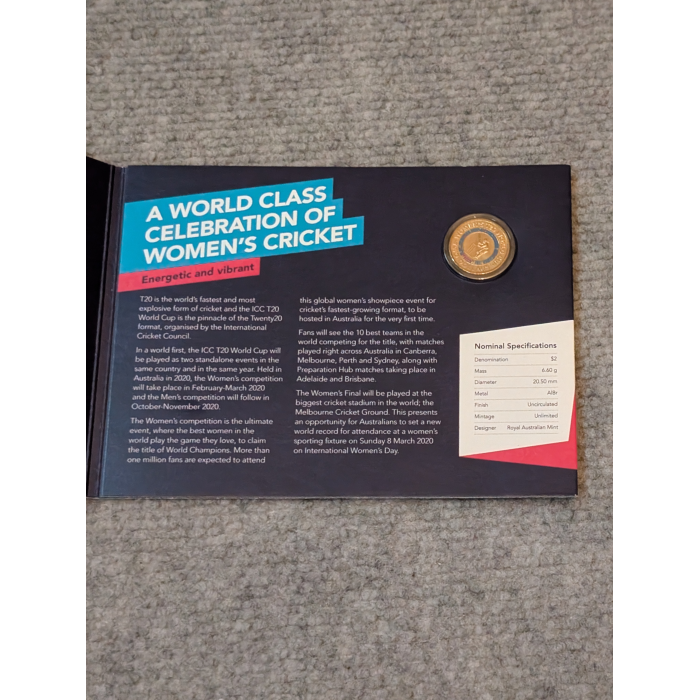 A WORLD CLASS
CELEBRATION OF
WOMEN'S CRICKET
Energetic and vibrant
T20 is the world's fastest and most
explosive form of cricket and the ICC T20
World Cup is the pinnacle of the Twenty20
format, organised by the International
Cricket Council.
In a world first, the ICC T20 World Cup will
be played as two standalone events in the
same country and in the same year. Held in
Australia in 2020, the Women's competition
will take place in February-March 2020
and the Men's competition will follow in
October-November 2020.
The Women's competition is the ultimate
event, where the best women in the
world play the game they love, to claim
the title of World Champions. More than
one million fans are expected to attend
this global women's showpiece event for
cricket's fastest-growing format, to be
hosted in Australia for the very first time.
Fans will see the 10 best teams in the
world competing for the title, with matches
played right across Australia in Canberra,
Melbourne, Perth and Sydney, along with
Preparation Hub matches taking place in
Adelaide and Brisbane.
The Women's Final will be played at the
biggest cricket stadium in the world; the
Melbourne Cricket Ground. This presents
an opportunity for Australians to set a new
world record for attendance at a women's
sporting fixture on Sunday 8 March 2020
on International Women's Day.
Nominal Specifications
Denomination $2
Mass 6.60 g
Diameter 20.50 mm
Metal AlBr
Finish Uncirculated
Mintage Unlimited
Designer Royal Australian Mint